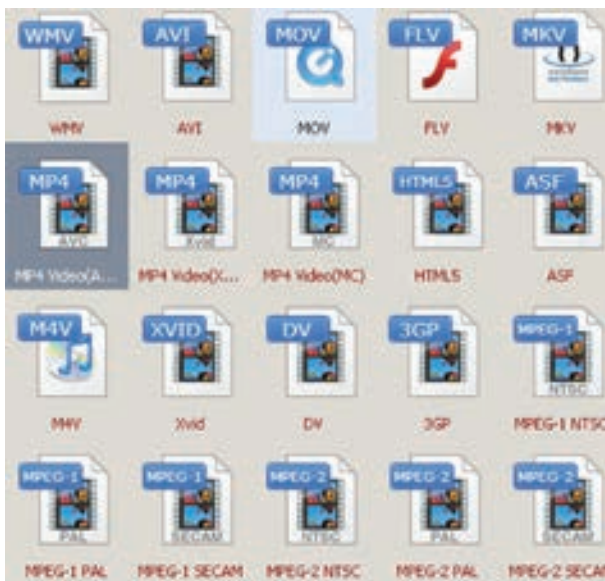 WMV AVI MOV FLV MKV
WMV AVI MOV FLV MKV
MP4 MP4 MP4 HTML5 ASF
AVC Xvid MC
MP4 Video(A... MP4 Video(X... MP4 Video(MC) HTML5 ASF
M4V XVID DV 3GP MPEG-1
NTSC
M4V Xvid DV 3GP MPEG-1 NTSC
MPEG-1 MPEG-1 MPEG-2 MPEG-2 MPEG-2
PAL SECAM NTSC PAL SECAM
MPEG-1 PAL MPEG-1 SECAM MPEG-2 NTSC MPEG-2 PAL MPEG-2 SECAM